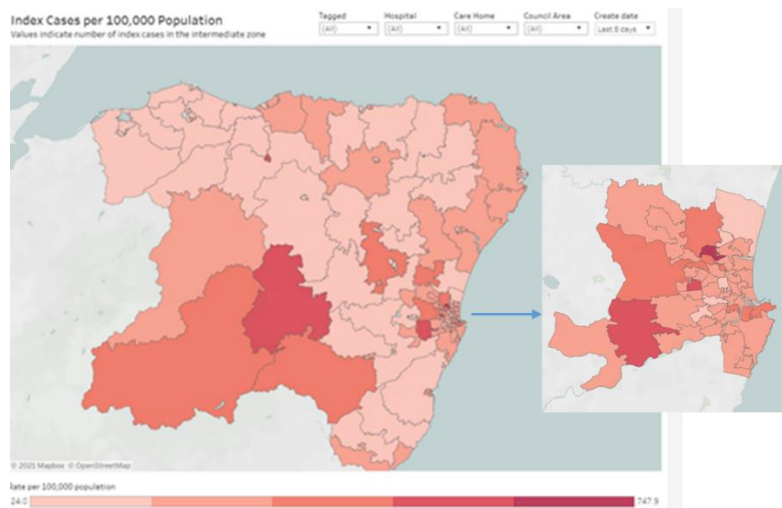 Index Cases per 100,000 Population
Values indicate number of index cases in the intermediate zone
Tagged Hospital Care Home Council Area Create date
(All) (All) (All) (All) Last 8 days
© 2021 Mapbox © OpenStreetMap
Rate per 100,000 population
24.0 747.9